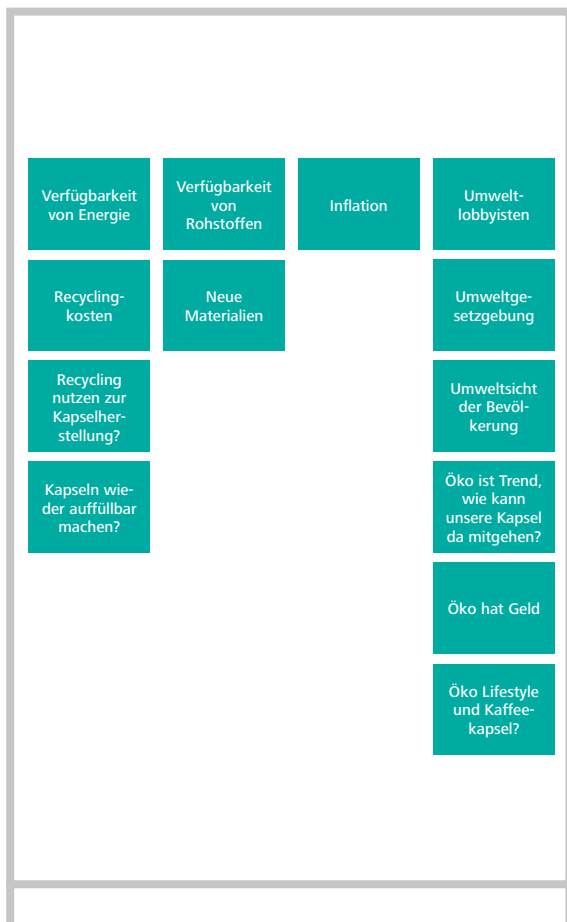 Verfügbarkeit
von Energie
Verfügbarkeit
von
Rohstoffen
Inflation
Umwelt-
lobbyisten
Recycling-
kosten
Neue
Materialien
Umweltge-
setzgebung
Recycling
nutzen zur
Kapselher-
stellung?
Umweltsicht
der Bevöl-
kerung
Kapseln wie-
der auffüllbar
machen?
Öko ist Trend,
wie kann
unsere Kapsel
da mitgehen?
Öko hat Geld
Öko Lifestyle
und Kaffee-
kapsel?